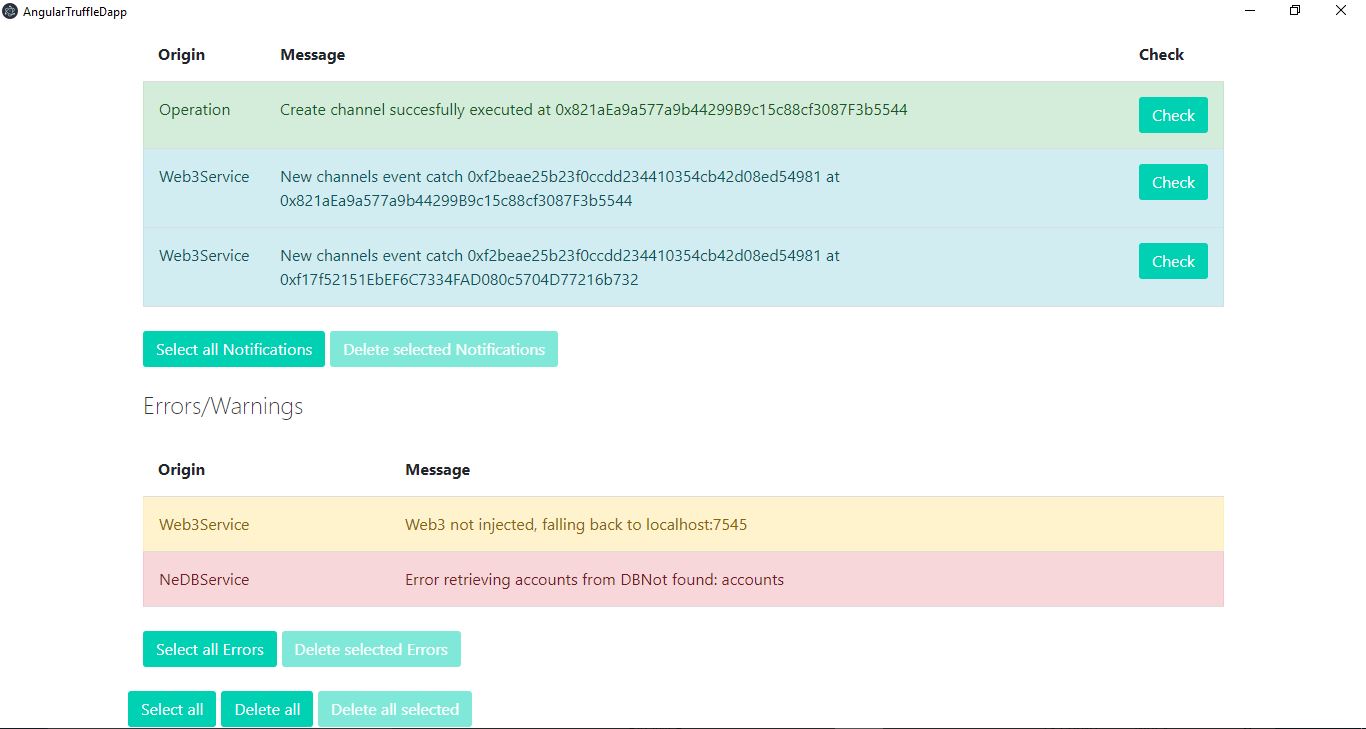 AngularTruffleDapp
Origin Message Check
Operation Create channel succesfully executed at 0x821aEa9a577a9b44299B9c15c88cf3087F3b5544 Check
Web3Service New channels event catch 0xf2beae25b23f0ccdd234410354cb42d08ed54981 at Check
0x821aEa9a577a9b44299B9c15c88cf3087F3b5544
Web3Service New channels event catch 0xf2beae25b23f0ccdd234410354cb42d08ed54981 at Check
0xf17f52151EbEF6C7334FAD080c5704D77216b732
Select all Notifications Delete selected Notifications
Errors/Warnings
Origin Message
Web3Service Web3 not injected, falling back to localhost:7545
NeDBService Error retrieving accounts from DBNot found: accounts
Select all Errors Delete selected Errors
Select all Delete all Delete all selected